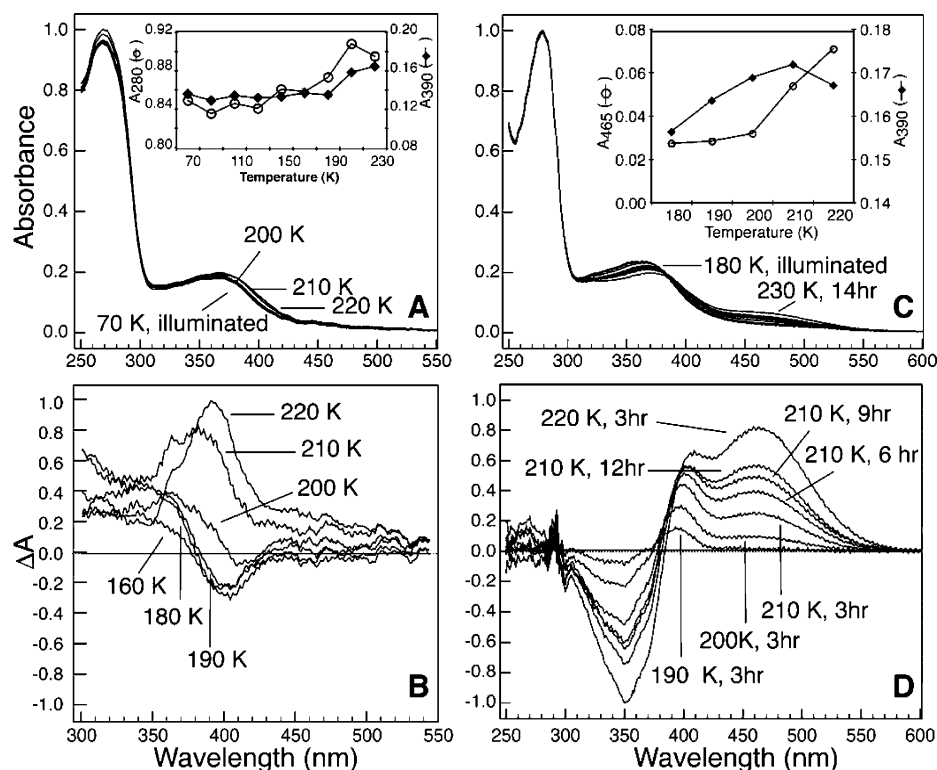 A
0.92
0.88
0.84
0.80
A280 (o)
0.20
0.16
0.12
0.08
A390 (◆)
70 100 130 160 190 220
Temperature (K)
Absorbance
1.0
0.8
0.6
0.4
0.2
0.0
200 K
210 K
220 K
70 K, illuminated
250 300 350 400 450 500 550
C
0.08
0.06
0.04
0.02
0.00
A465 (o)
0.18
0.17
0.16
0.15
0.14
A390 (◆)
180 190 200 210 220
Temperature (K)
1.0
0.8
0.6
0.4
0.2
0.0
180 K, illuminated
230 K, 14hr
250 300 350 400 450 500 550 600
B
ΔA
1.0
0.8
0.6
0.4
0.2
0.0
-0.2
-0.4
-0.6
-0.8
-1.0
220 K
210 K
200 K
160 K
180 K
190 K
300 350 400 450 500 550
Wavelength (nm)
D
1.0
0.8
0.6
0.4
0.2
0.0
-0.2
-0.4
-0.6
-0.8
-1.0
220 K, 3hr
210 K, 9hr
210 K, 12hr
210 K, 6 hr
210 K, 3hr
200K, 3hr
190 K, 3hr
250 300 350 400 450 500 550 600
Wavelength (nm)